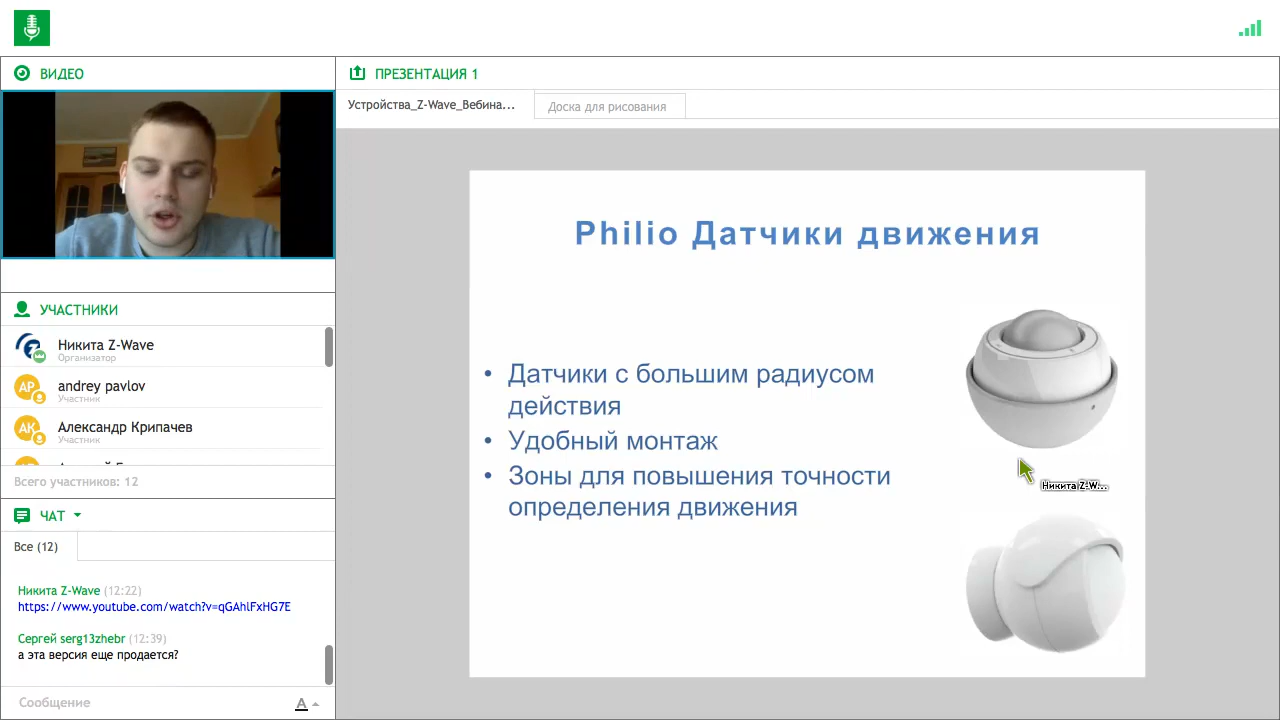 ВИДЕО
ПРЕЗЕНТАЦИЯ 1
Устройства_Z-Wave_Вебина...
Доска для рисования
УЧАСТНИКИ
Никита Z-Wave
Организатор
AP
andrey pavlov
Участник
АК
Александр Крипачев
Участник
Всего участников: 12
ЧАТ
Все (12)
Никита Z-Wave (12:22)
https://www.youtube.com/watch?v=qGAhlFxHG7E
Сергей serg13zhebr (12:39)
а эта версия еще продается?
Сообщение
A
Philio Датчики движения
• Датчики с большим радиусом
действия
• Удобный монтаж
• Зоны для повышения точности
определения движения
Никита Z-W...